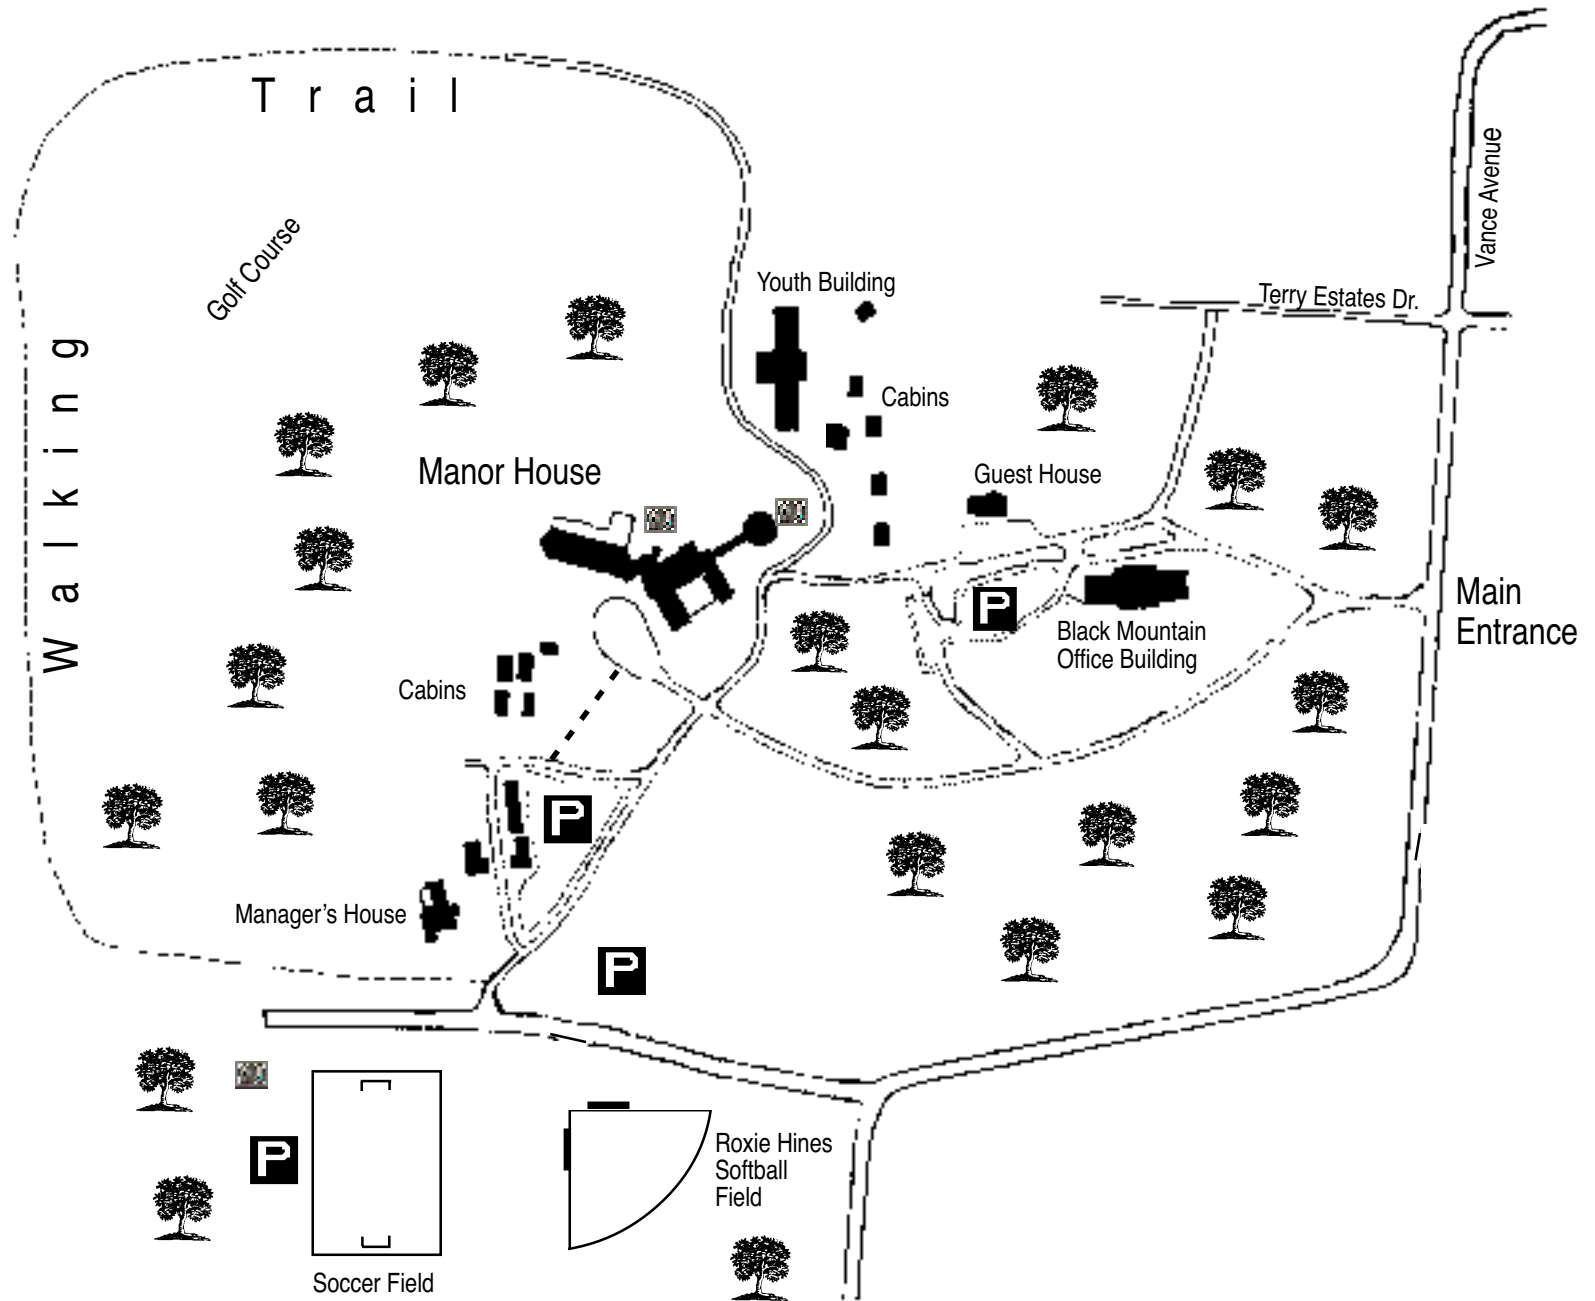 Trail
Vance Avenue
Golf Course
Youth Building
Terry Estates Dr.
Walking
Cabins
Manor House
Guest House
Main
Entrance
P
Black Mountain
Office Building
Cabins
P
Manager's House
P
P
Roxie Hines
Softball
Field
Soccer Field